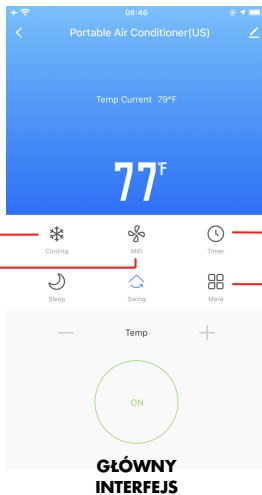 08:46
Portable Air Conditioner(US)
Temp Current 79°F
77°F
Cooling
MID
Timer
Sleep
Swing
More
Temp
ON
GŁÓWNY
INTERFEJS